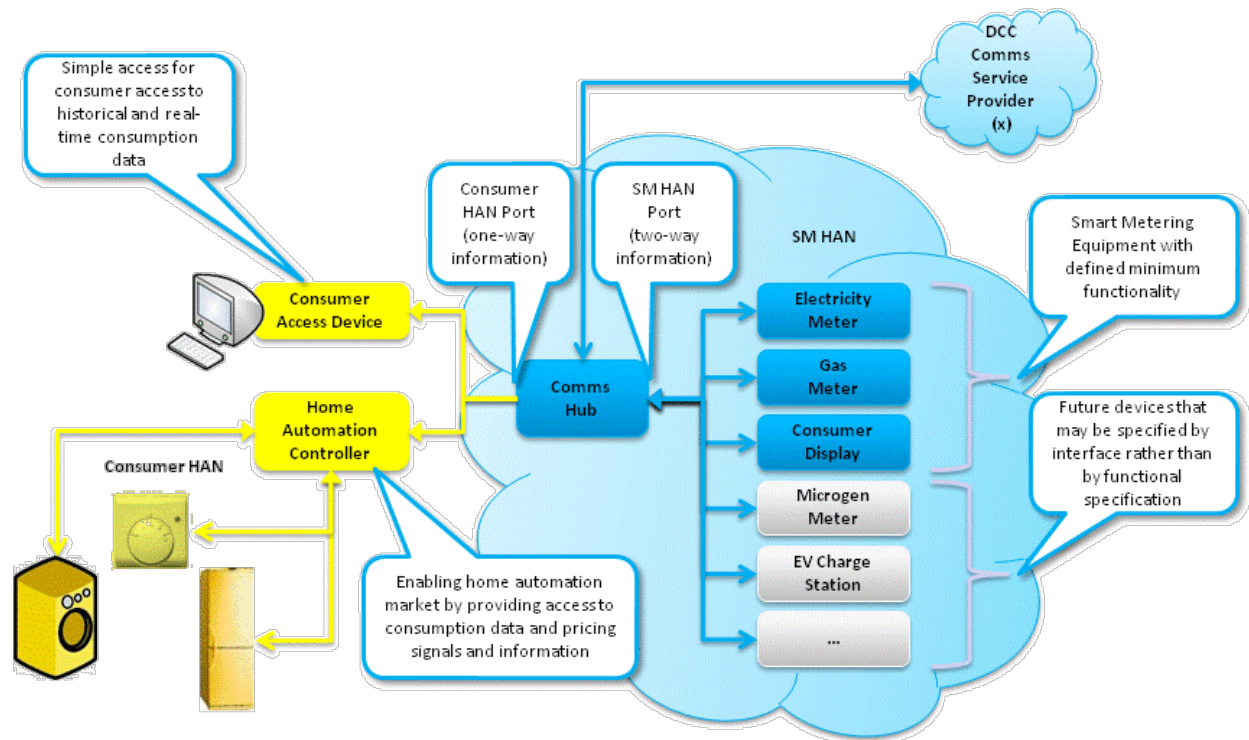 DCC
Comms
Service
Provider
(x)
Simple access for
consumer access to
historical and real-
time consumption
data
Consumer
HAN Port
(one-way
information)
SM HAN
Port
(two-way
information)
SM HAN
Smart Metering
Equipment with
defined minimum
functionality
Consumer
Access Device
Electricity
Meter
Gas
Meter
Comms
Hub
Home
Automation
Controller
Consumer
Display
Future devices that
may be specified by
interface rather than
by functional
specification
Consumer HAN
Microgen
Meter
EV Charge
Station
Enabling home automation
market by providing access to
consumption data and pricing
signals and information
...